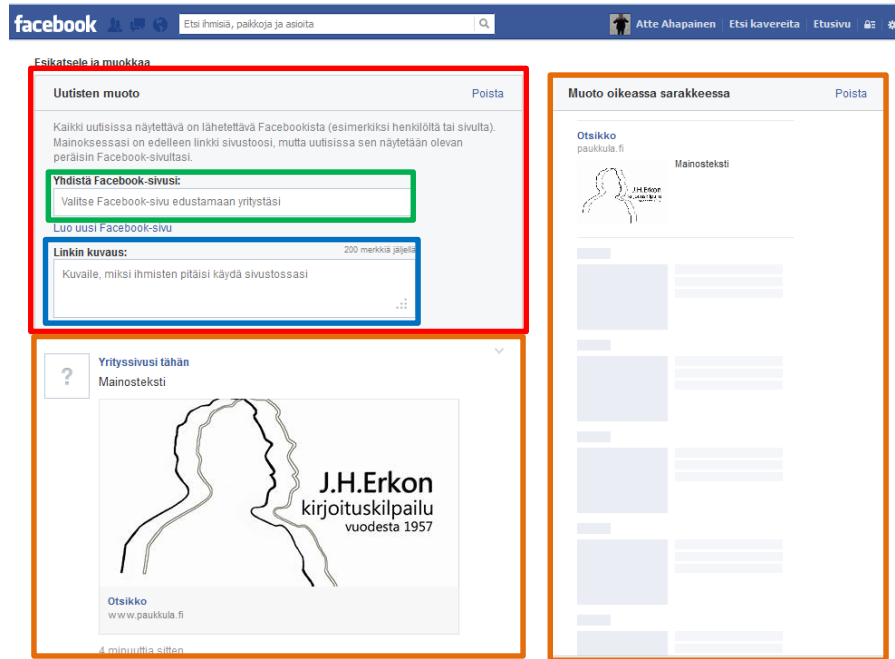 facebook
Etsi ihmisiä, paikkoja ja asioita
Atte Ahapainen
Etsi kavereita
Etusivu
Esikatsele ja muokkaa
Uutisten muoto
Poista
Kaikki uutisissa näytettävä on lähetettävä Facebookista (esimerkiksi henkilöltä tai sivulta).
Mainoksessasi on edelleen linkki sivustoosi, mutta uutisissa sen näytetään olevan
peräisin Facebook-sivultasi.
Yhdistä Facebook-sivusi:
Valitse Facebook-sivu edustamaan yritystäsi
Luo uusi Facebook-sivu
Linkin kuvaus:
200 merkkiä jäljellä
Kuvaile, miksi ihmisten pitäisi käydä sivustossasi
?
Yrityssivusi tähän
Mainosteksti
J.H.Erkon
kirjoituskilpailu
vuodesta 1957
Otsikko
www.paukkula.fi
4 minuuttia sitten
Muoto oikeassa sarakkeessa
Poista
Otsikko
paukkula.fi
Mainosteksti
J.H.Erkon